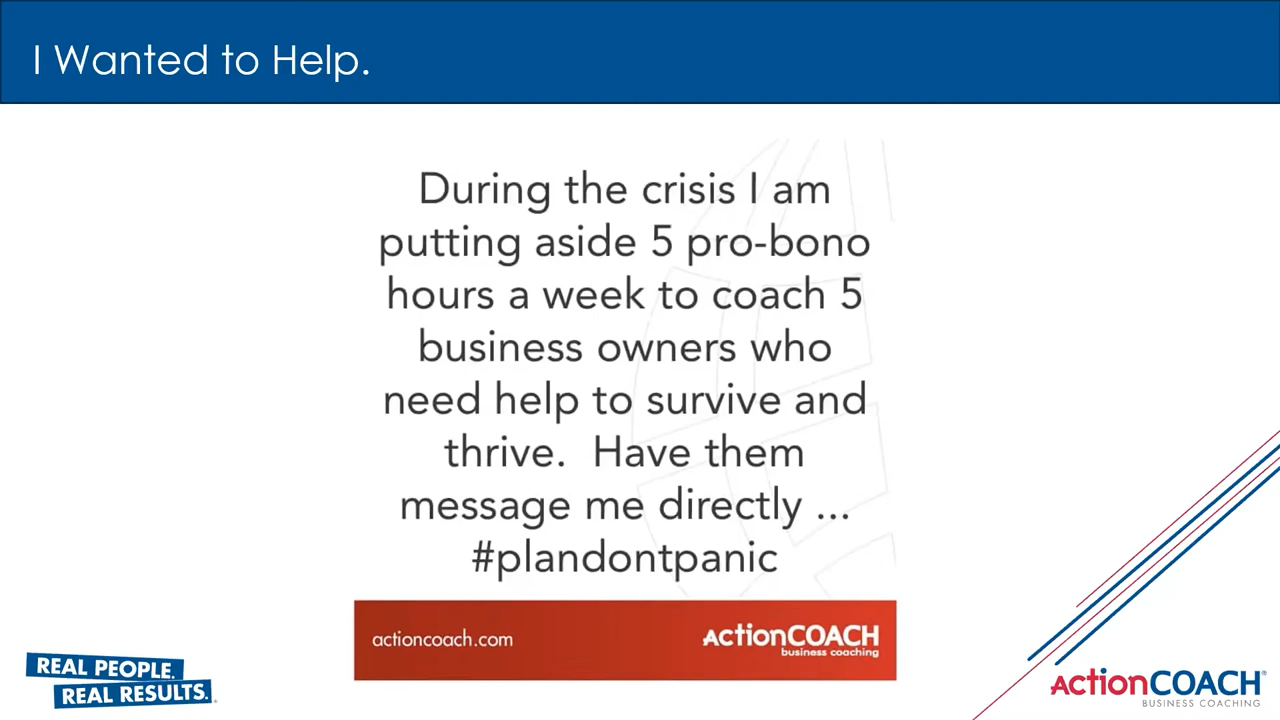 I Wanted to Help.
During the crisis I am
putting aside 5 pro-bono
hours a week to coach 5
business owners who
need help to survive and
thrive.  Have them
message me directly ...
#plandontpanic
actioncoach.com
ActionCOACH
business coaching
REAL PEOPLE.
REAL RESULTS.
ActionCOACH®
BUSINESS COACHING